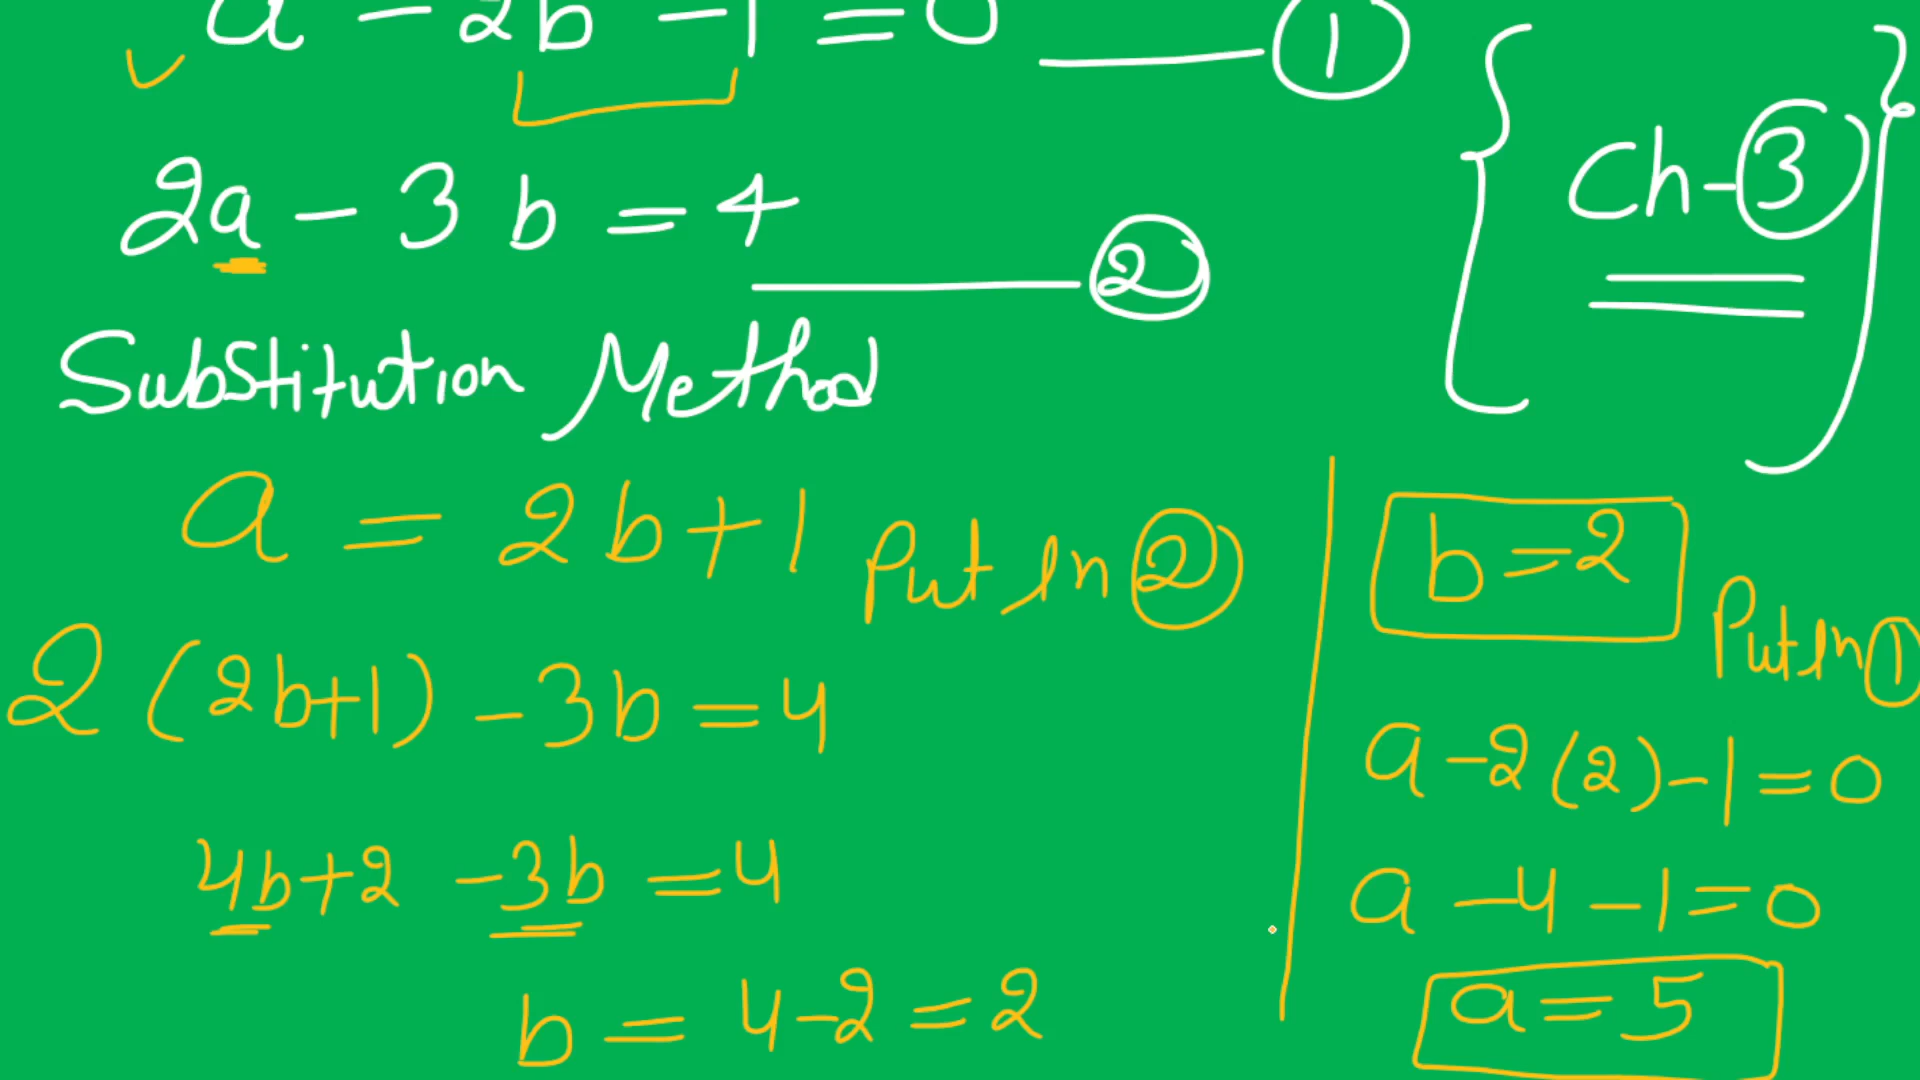 a - 2b - 1 = 0 ——— ①
2a - 3b = 4 ——— ②
{ Ch-③ }
Substitution Method
a = 2b+1 Put In ②
2 (2b+1) - 3b = 4
4b+2 - 3b = 4
b = 4-2 = 2
b = 2 Put In ①
a - 2(2) - 1 = 0
a - 4 - 1 = 0
a = 5